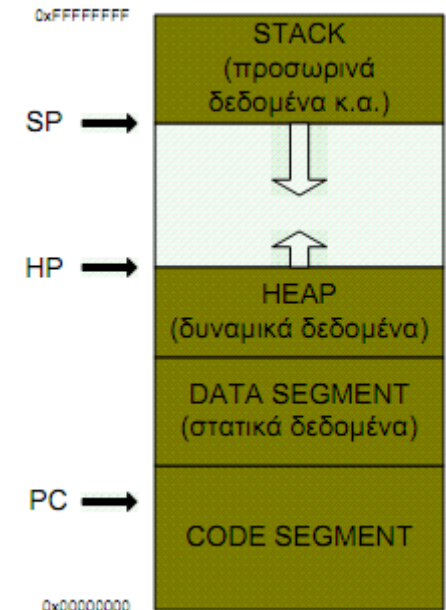 0xFFFFFFFF
STACK
(προσωρινά
δεδομένα κ.α.)
SP
HP
HEAP
(δυναμικά δεδομένα)
DATA SEGMENT
(στατικά δεδομένα)
PC
CODE SEGMENT
0x00000000